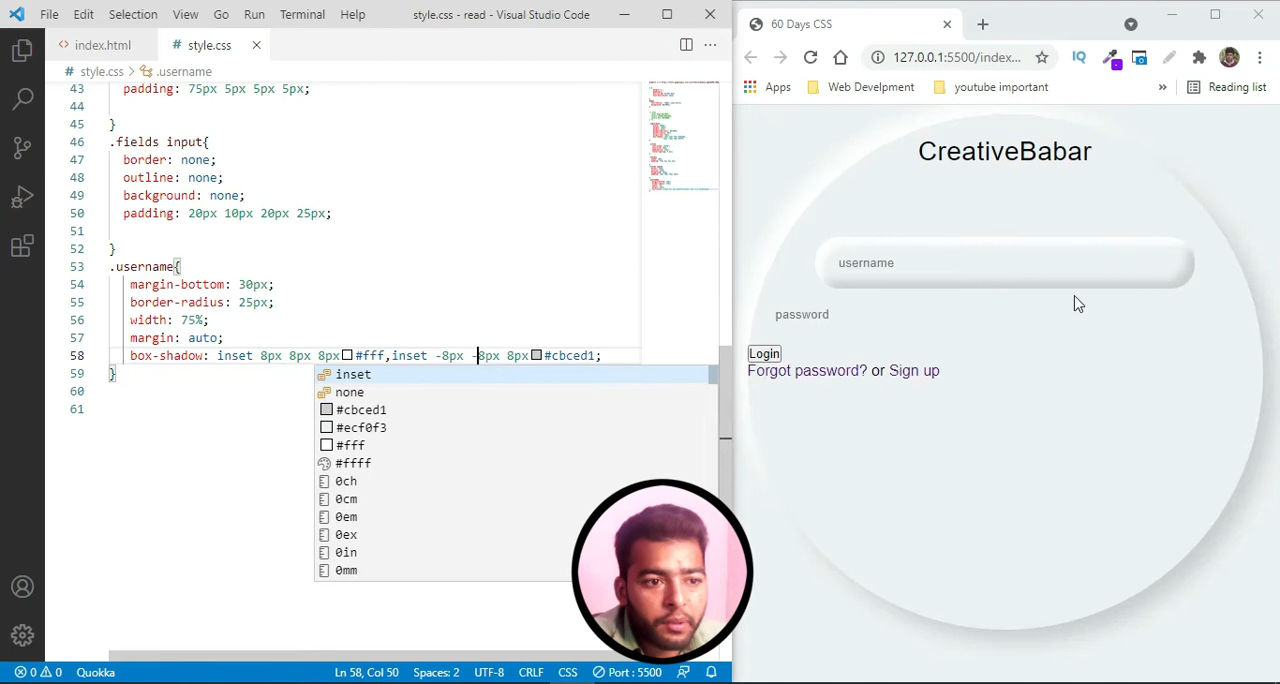 File Edit Selection View Go Run Terminal Help style.css - read - Visual Studio Code
index.html style.css
# style.css > .username
43 padding: 75px 5px 5px 5px;
44
45 }
46 .fields input{
47 border: none;
48 outline: none;
49 background: none;
50 padding: 20px 10px 20px 25px;
51
52 }
53 .username{
54 margin-bottom: 30px;
55 border-radius: 25px;
56 width: 75%;
57 margin: auto;
58 box-shadow: inset 8px 8px 8px #fff,inset -8px -8px 8px #cbced1;
59 }
60
61
inset
none
#cbced1
#ecf0f3
#fff
#ffff
0ch
0cm
0em
0ex
0in
0mm
0 0 Quokka Ln 58, Col 50 Spaces: 2 UTF-8 CRLF CSS Port : 5500
60 Days CSS
127.0.0.1:5500/index...
Apps Web Develpment youtube important » Reading list
CreativeBabar
username
password
Login
Forgot password? or Sign up